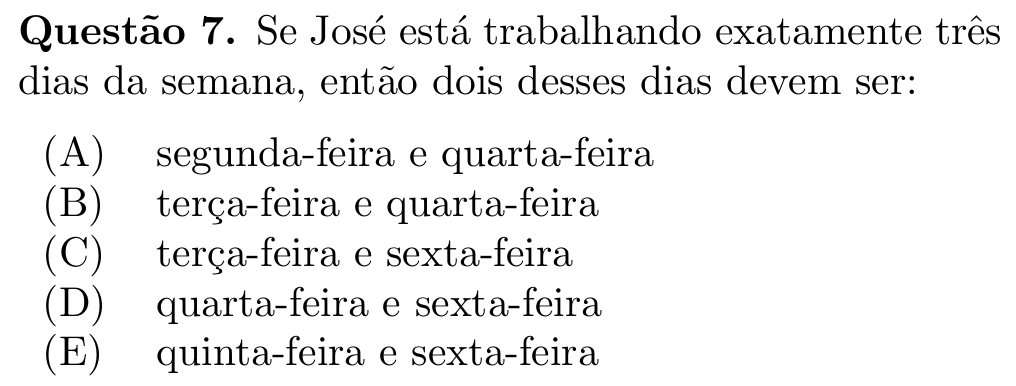 Questão 7. Se José está trabalhando exatamente três
dias da semana, então dois desses dias devem ser:
(A) segunda-feira e quarta-feira
(B) terça-feira e quarta-feira
(C) terça-feira e sexta-feira
(D) quarta-feira e sexta-feira
(E) quinta-feira e sexta-feira